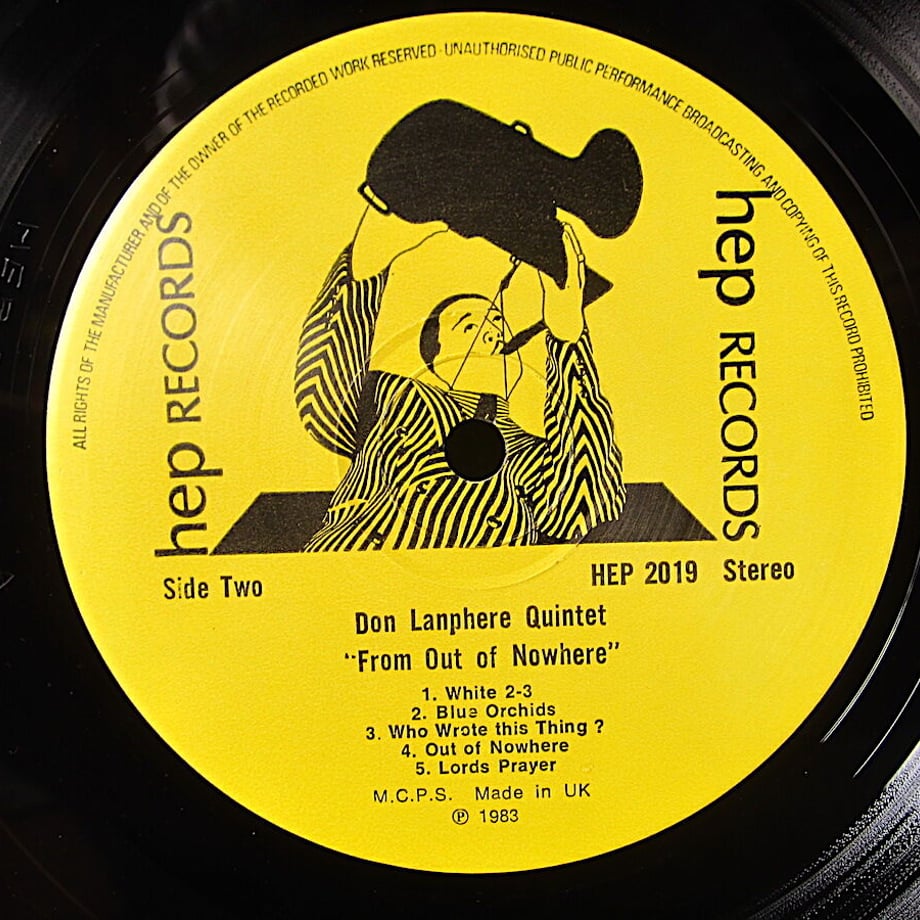 ALL RIGHTS OF THE MANUFACTURER AND OF THE OWNER OF THE RECORDED WORK RESERVED · UNAUTHORISED PUBLIC PERFORMANCE BROADCASTING AND COPYING OF THIS RECORD PROHIBITED
hep RECORDS
hep RECORDS
Side Two
HEP 2019 Stereo
Don Lanphere Quintet
"From Out of Nowhere"
1. White 2-3
2. Blue Orchids
3. Who Wrote this Thing ?
4. Out of Nowhere
5. Lords Prayer
M.C.P.S. Made in UK
Ⓟ 1983